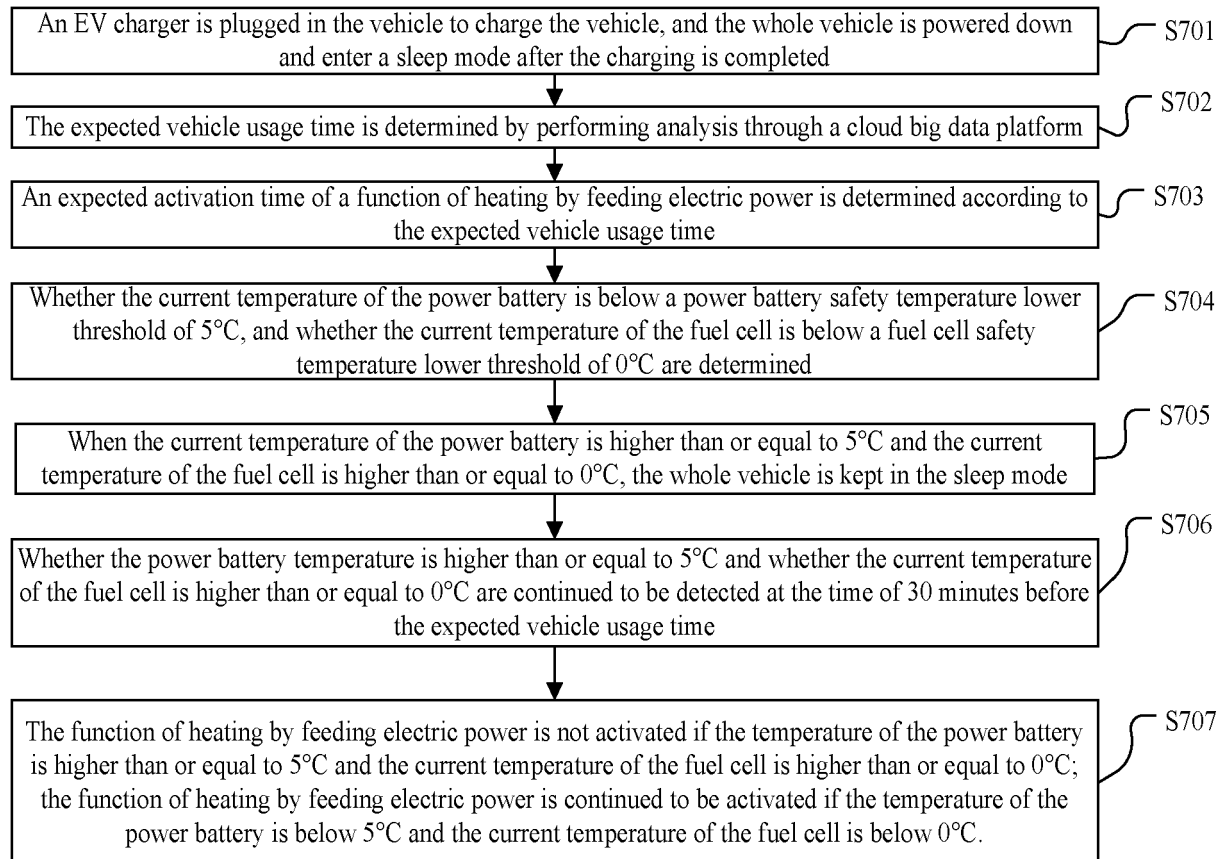 An EV charger is plugged in the vehicle to charge the vehicle, and the whole vehicle is powered down
and enter a sleep mode after the charging is completed
S701
The expected vehicle usage time is determined by performing analysis through a cloud big data platform
S702
An expected activation time of a function of heating by feeding electric power is determined according to
the expected vehicle usage time
S703
Whether the current temperature of the power battery is below a power battery safety temperature lower
threshold of 5°C, and whether the current temperature of the fuel cell is below a fuel cell safety
temperature lower threshold of 0°C are determined
S704
When the current temperature of the power battery is higher than or equal to 5°C and the current
temperature of the fuel cell is higher than or equal to 0°C, the whole vehicle is kept in the sleep mode
S705
Whether the power battery temperature is higher than or equal to 5°C and whether the current temperature
of the fuel cell is higher than or equal to 0°C are continued to be detected at the time of 30 minutes before
the expected vehicle usage time
S706
The function of heating by feeding electric power is not activated if the temperature of the power battery
is higher than or equal to 5°C and the current temperature of the fuel cell is higher than or equal to 0°C;
the function of heating by feeding electric power is continued to be activated if the temperature of the
power battery is below 5°C and the current temperature of the fuel cell is below 0°C.
S707